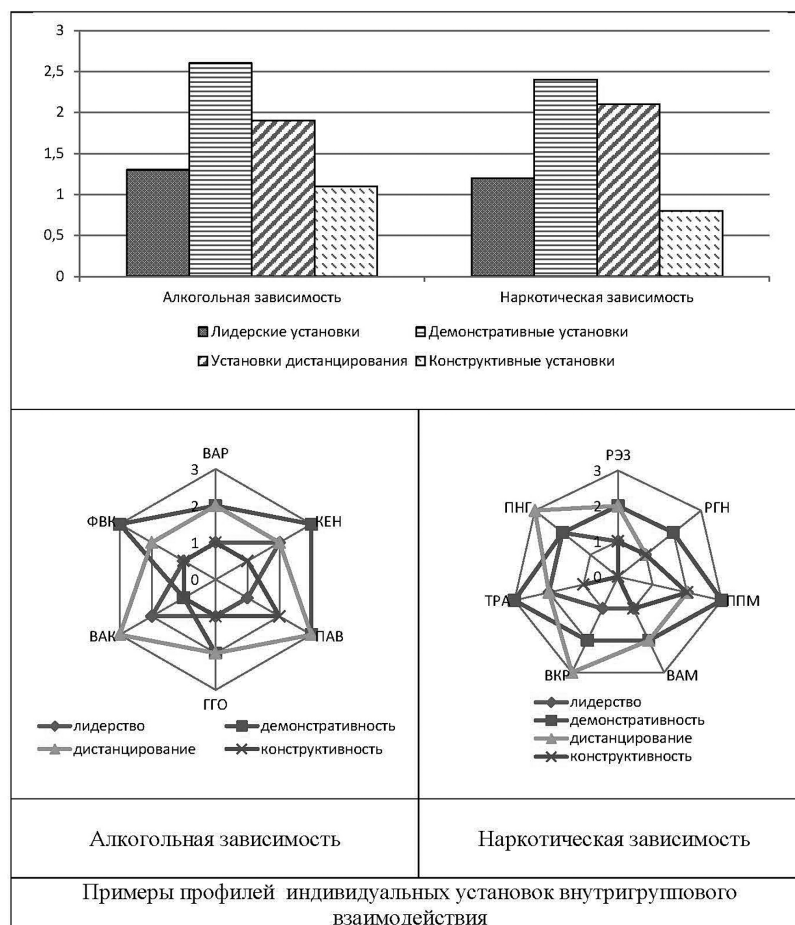 3
2,5
2
1,5
1
0,5
0
Алкогольная зависимость
Наркотическая зависимость
Лидерские установки
Демонстративные установки
Установки дистанцирования
Конструктивные установки
ВАР
3
2
1
0
КЕН
ПАВ
ГГО
ВАК
ФВК
лидерство
демонстративность
дистанцирование
конструктивность
РЭЗ
3
2
1
0
РГН
ППМ
ВАМ
ВКР
ТРА
ПНГ
лидерство
демонстративность
дистанцирование
конструктивность
Алкогольная зависимость
Наркотическая зависимость
Примеры профилей индивидуальных установок внутригруппового
взаимодействия